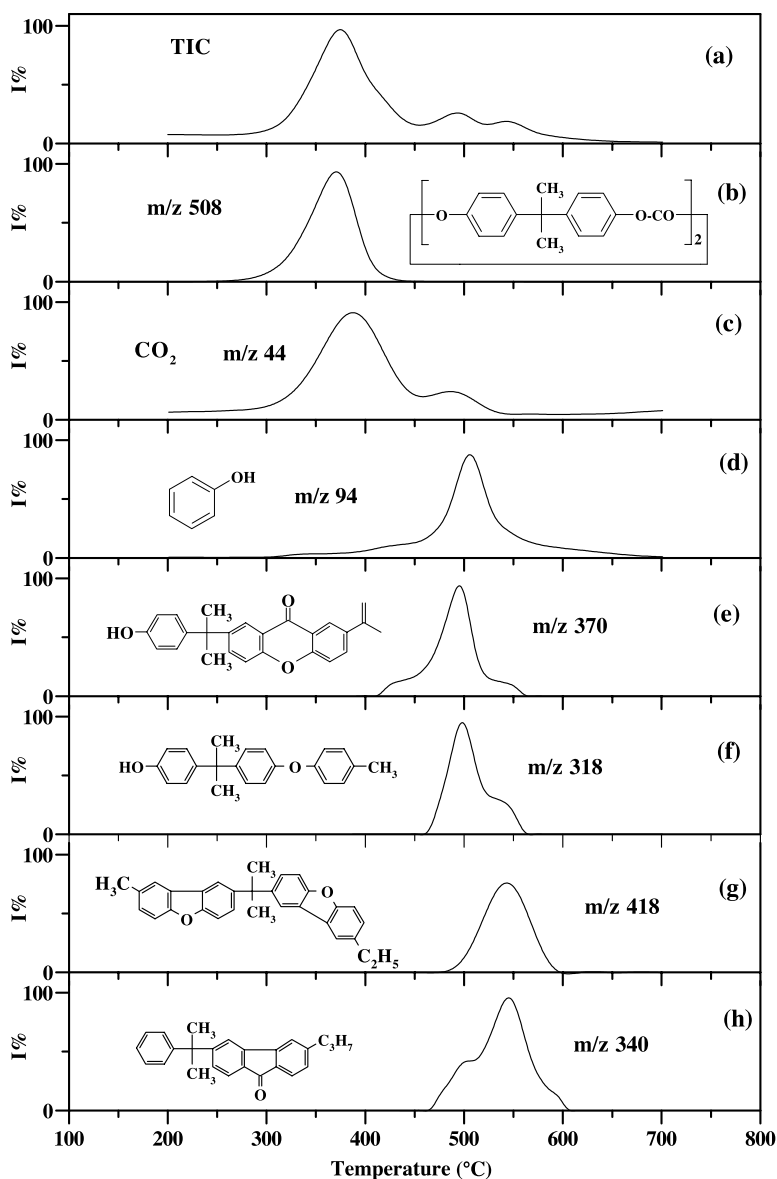 100
I%
0
TIC
(a)
100
I%
0
m/z 508
O
CH3
CH3
O-CO
2
(b)
100
I%
0
CO2
m/z 44
(c)
100
I%
0
OH
m/z 94
(d)
100
I%
0
HO
CH3
CH3
O
O
m/z 370
(e)
100
I%
0
HO
CH3
CH3
O
CH3
m/z 318
(f)
100
I%
0
H3C
O
CH3
CH3
O
C2H5
m/z 418
(g)
100
I%
0
CH3
CH3
O
C3H7
m/z 340
(h)
100 200 300 400 500 600 700 800
Temperature (°C)